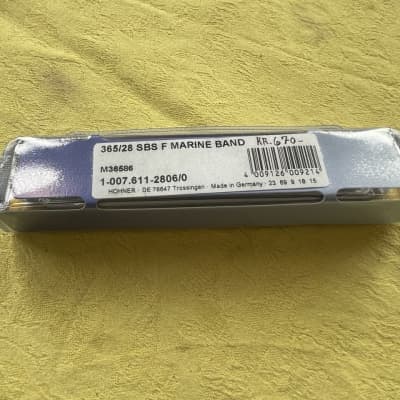 365/28 SBS F MARINE BAND KR. 670-
M36586
1-007.611-2806/0
4 009126 009214
HOHNER · DE 78647 Trossingen · Made in Germany · 23 69 9 18 15